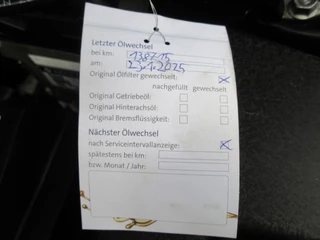 Letzter Ölwechsel
bei km:
am:
Original Ölfilter gewechselt: X
nachgefüllt gewechselt
Original Getriebeöl:
Original Hinterachsöl:
Original Bremsflüssigkeit:
Nächster Ölwechsel
nach Serviceintervallanzeige: X
spätestens bei km:
bzw. Monat / Jahr: